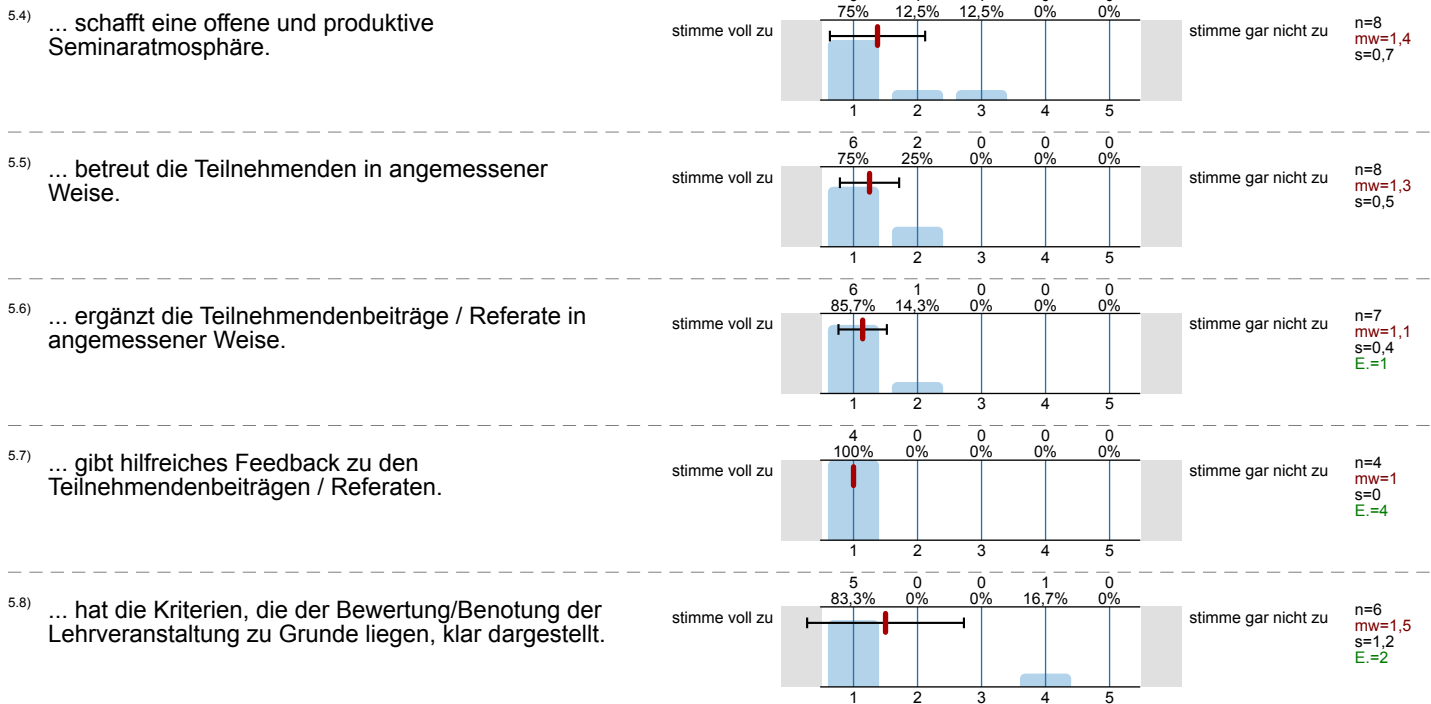 75% 12,5% 12,5% 0% 0%
5.4) ... schafft eine offene und produktive
Seminaratmosphäre.
stimme voll zu
stimme gar nicht zu
n=8
mw=1,4
s=0,7
1 2 3 4 5
6 2 0 0 0
75% 25% 0% 0% 0%
5.5) ... betreut die Teilnehmenden in angemessener
Weise.
stimme voll zu
stimme gar nicht zu
n=8
mw=1,3
s=0,5
1 2 3 4 5
6 1 0 0 0
85,7% 14,3% 0% 0% 0%
5.6) ... ergänzt die Teilnehmendenbeiträge / Referate in
angemessener Weise.
stimme voll zu
stimme gar nicht zu
n=7
mw=1,1
s=0,4
E.=1
1 2 3 4 5
4 0 0 0 0
100% 0% 0% 0% 0%
5.7) ... gibt hilfreiches Feedback zu den
Teilnehmendenbeiträgen / Referaten.
stimme voll zu
stimme gar nicht zu
n=4
mw=1
s=0
E.=4
1 2 3 4 5
5 0 0 1 0
83,3% 0% 0% 16,7% 0%
5.8) ... hat die Kriterien, die der Bewertung/Benotung der
Lehrveranstaltung zu Grunde liegen, klar dargestellt.
stimme voll zu
stimme gar nicht zu
n=6
mw=1,5
s=1,2
E.=2
1 2 3 4 5